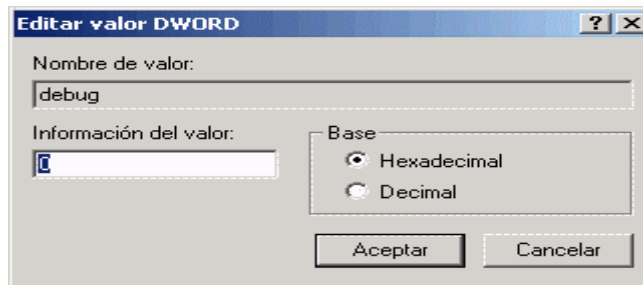 Editar valor DWORD
Nombre de valor:
debug
Información del valor:
0
Base
Hexadecimal
Decimal
Aceptar
Cancelar